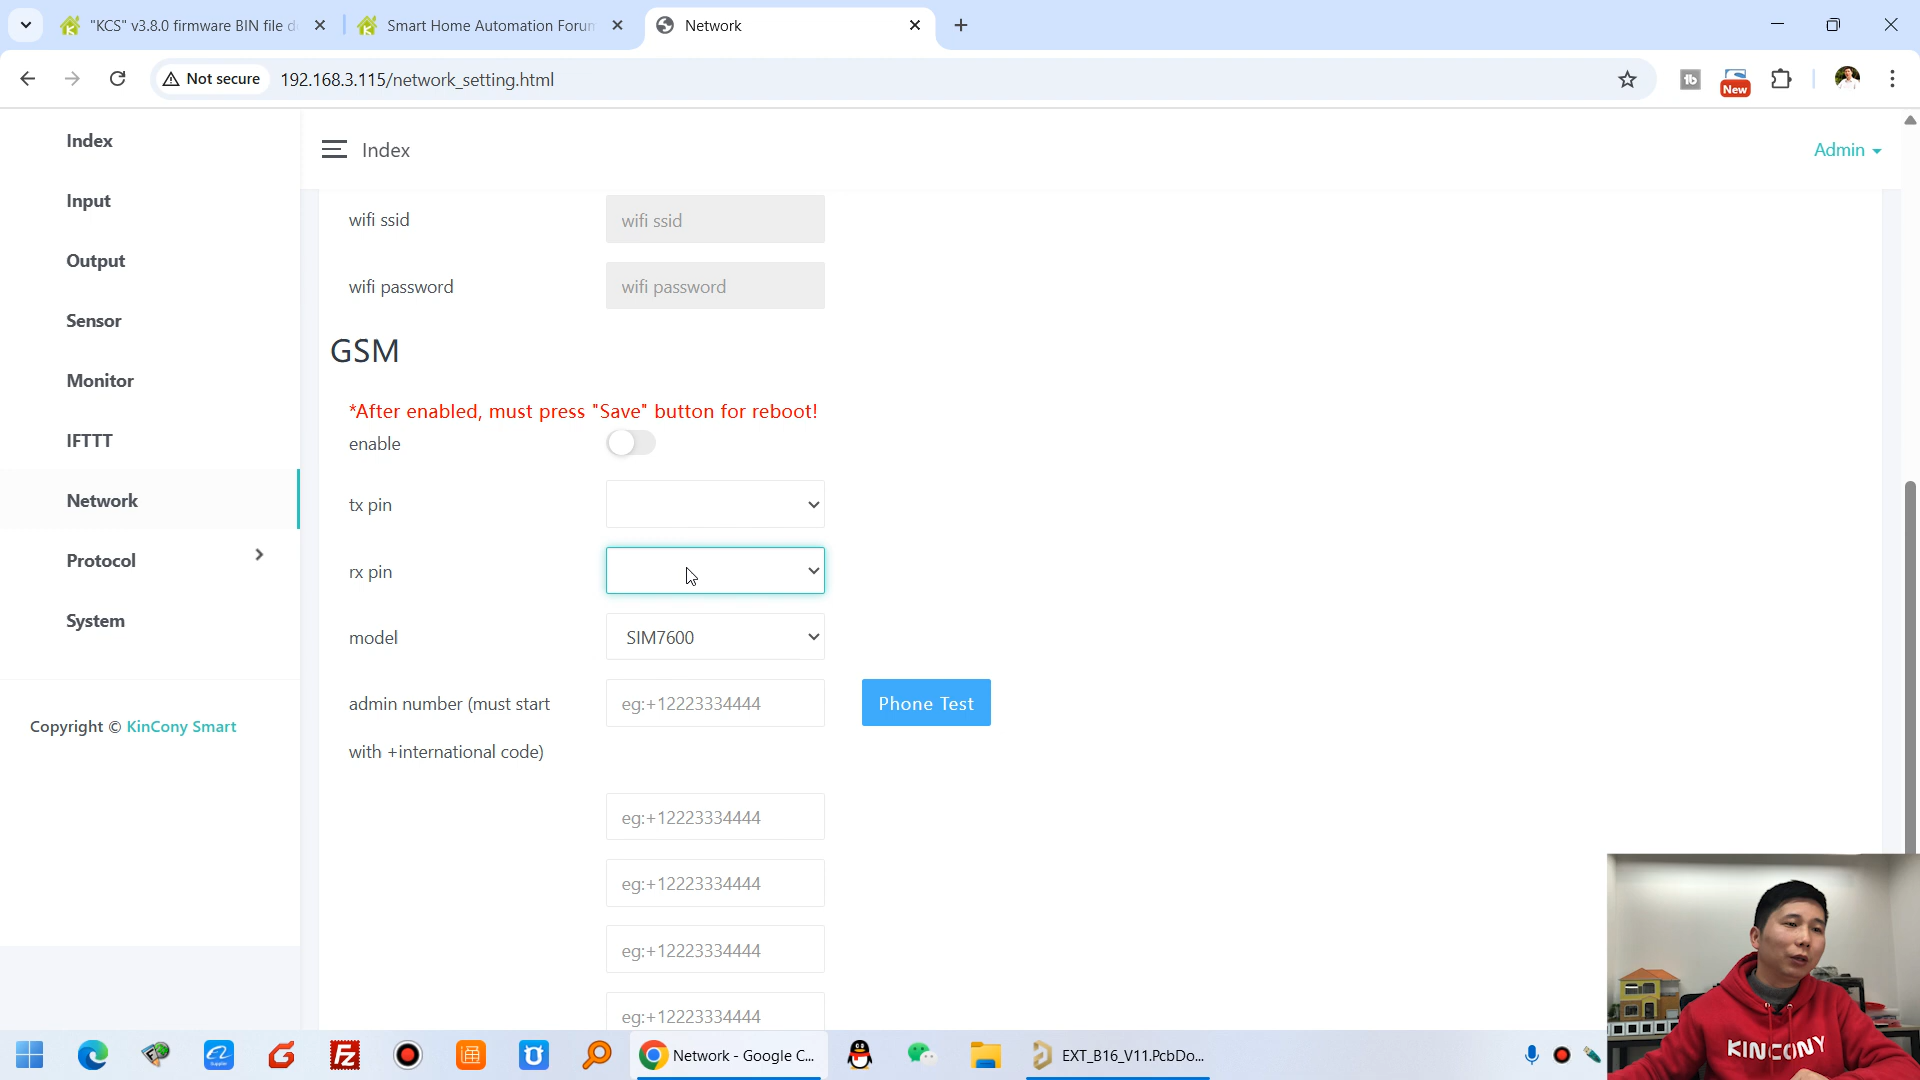 "KCS" v3.8.0 firmware BIN file d
Smart Home Automation Forum
Network
Not secure
192.168.3.115/network_setting.html
New
Index
Input
Output
Sensor
Monitor
IFTTT
Network
Protocol
System
Copyright © KinCony Smart
Index
Admin
wifi ssid
wifi ssid
wifi password
wifi password
GSM
*After enabled, must press "Save" button for reboot!
enable
tx pin
rx pin
model
SIM7600
admin number (must start
with +international code)
eg:+12223334444
Phone Test
eg:+12223334444
eg:+12223334444
eg:+12223334444
eg:+12223334444
Network - Google C...
EXT_B16_V11.PcbDo...
KINCONY